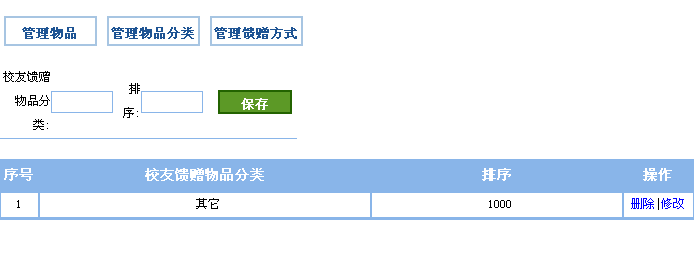 管理物品 管理物品分类 管理馈赠方式
校友馈赠
物品分 排
类: 序: 保存
序号 校友馈赠物品分类 排序 操作
1 其它 1000 删除|修改